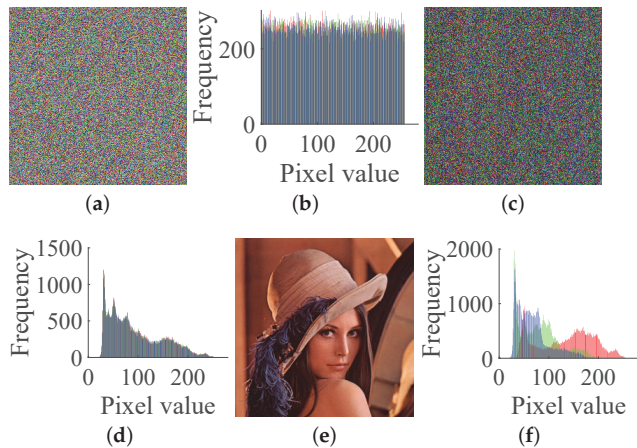 Frequency
200
0
0 100 200
Pixel value
(a)
(b)
(c)
Frequency
1500
1000
500
0
0 100 200
Pixel value
(d)
(e)
Frequency
2000
1000
0
0 100 200
Pixel value
(f)